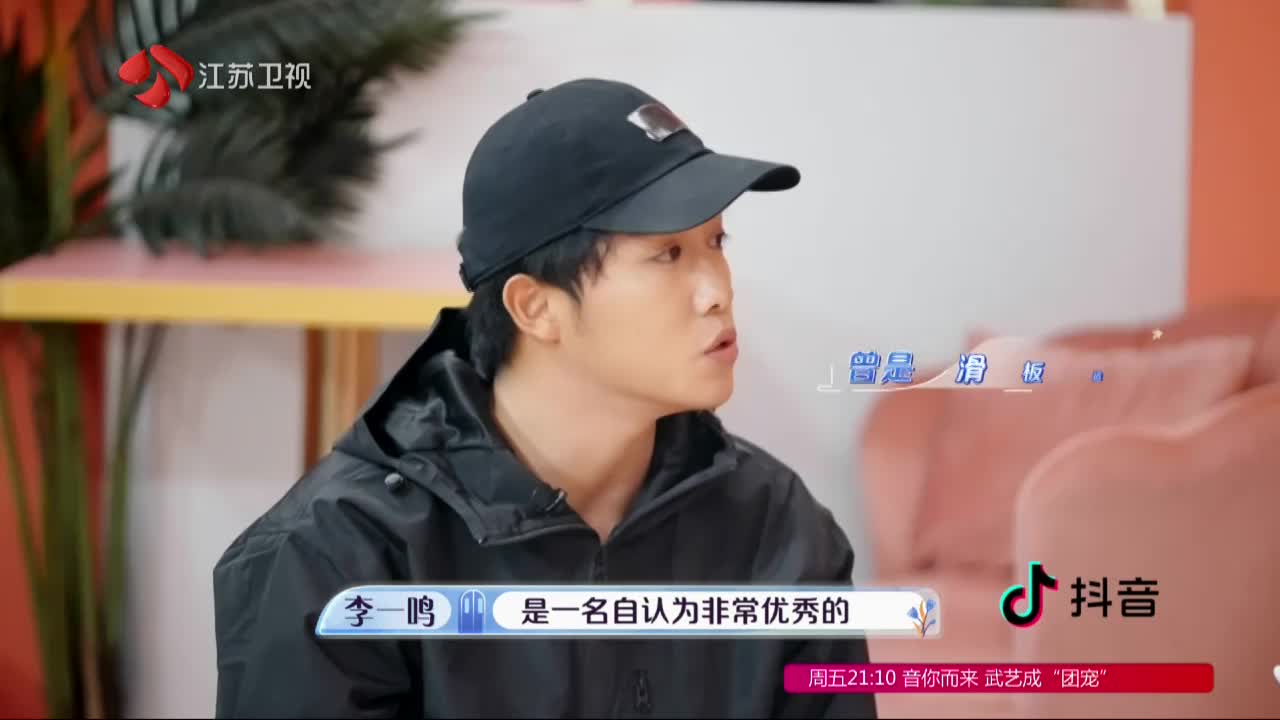 江苏卫视
曾是 滑 板
李一鸣 是一名自认为非常优秀的
抖音
周五21:10 音你而来 武艺成“团宠”